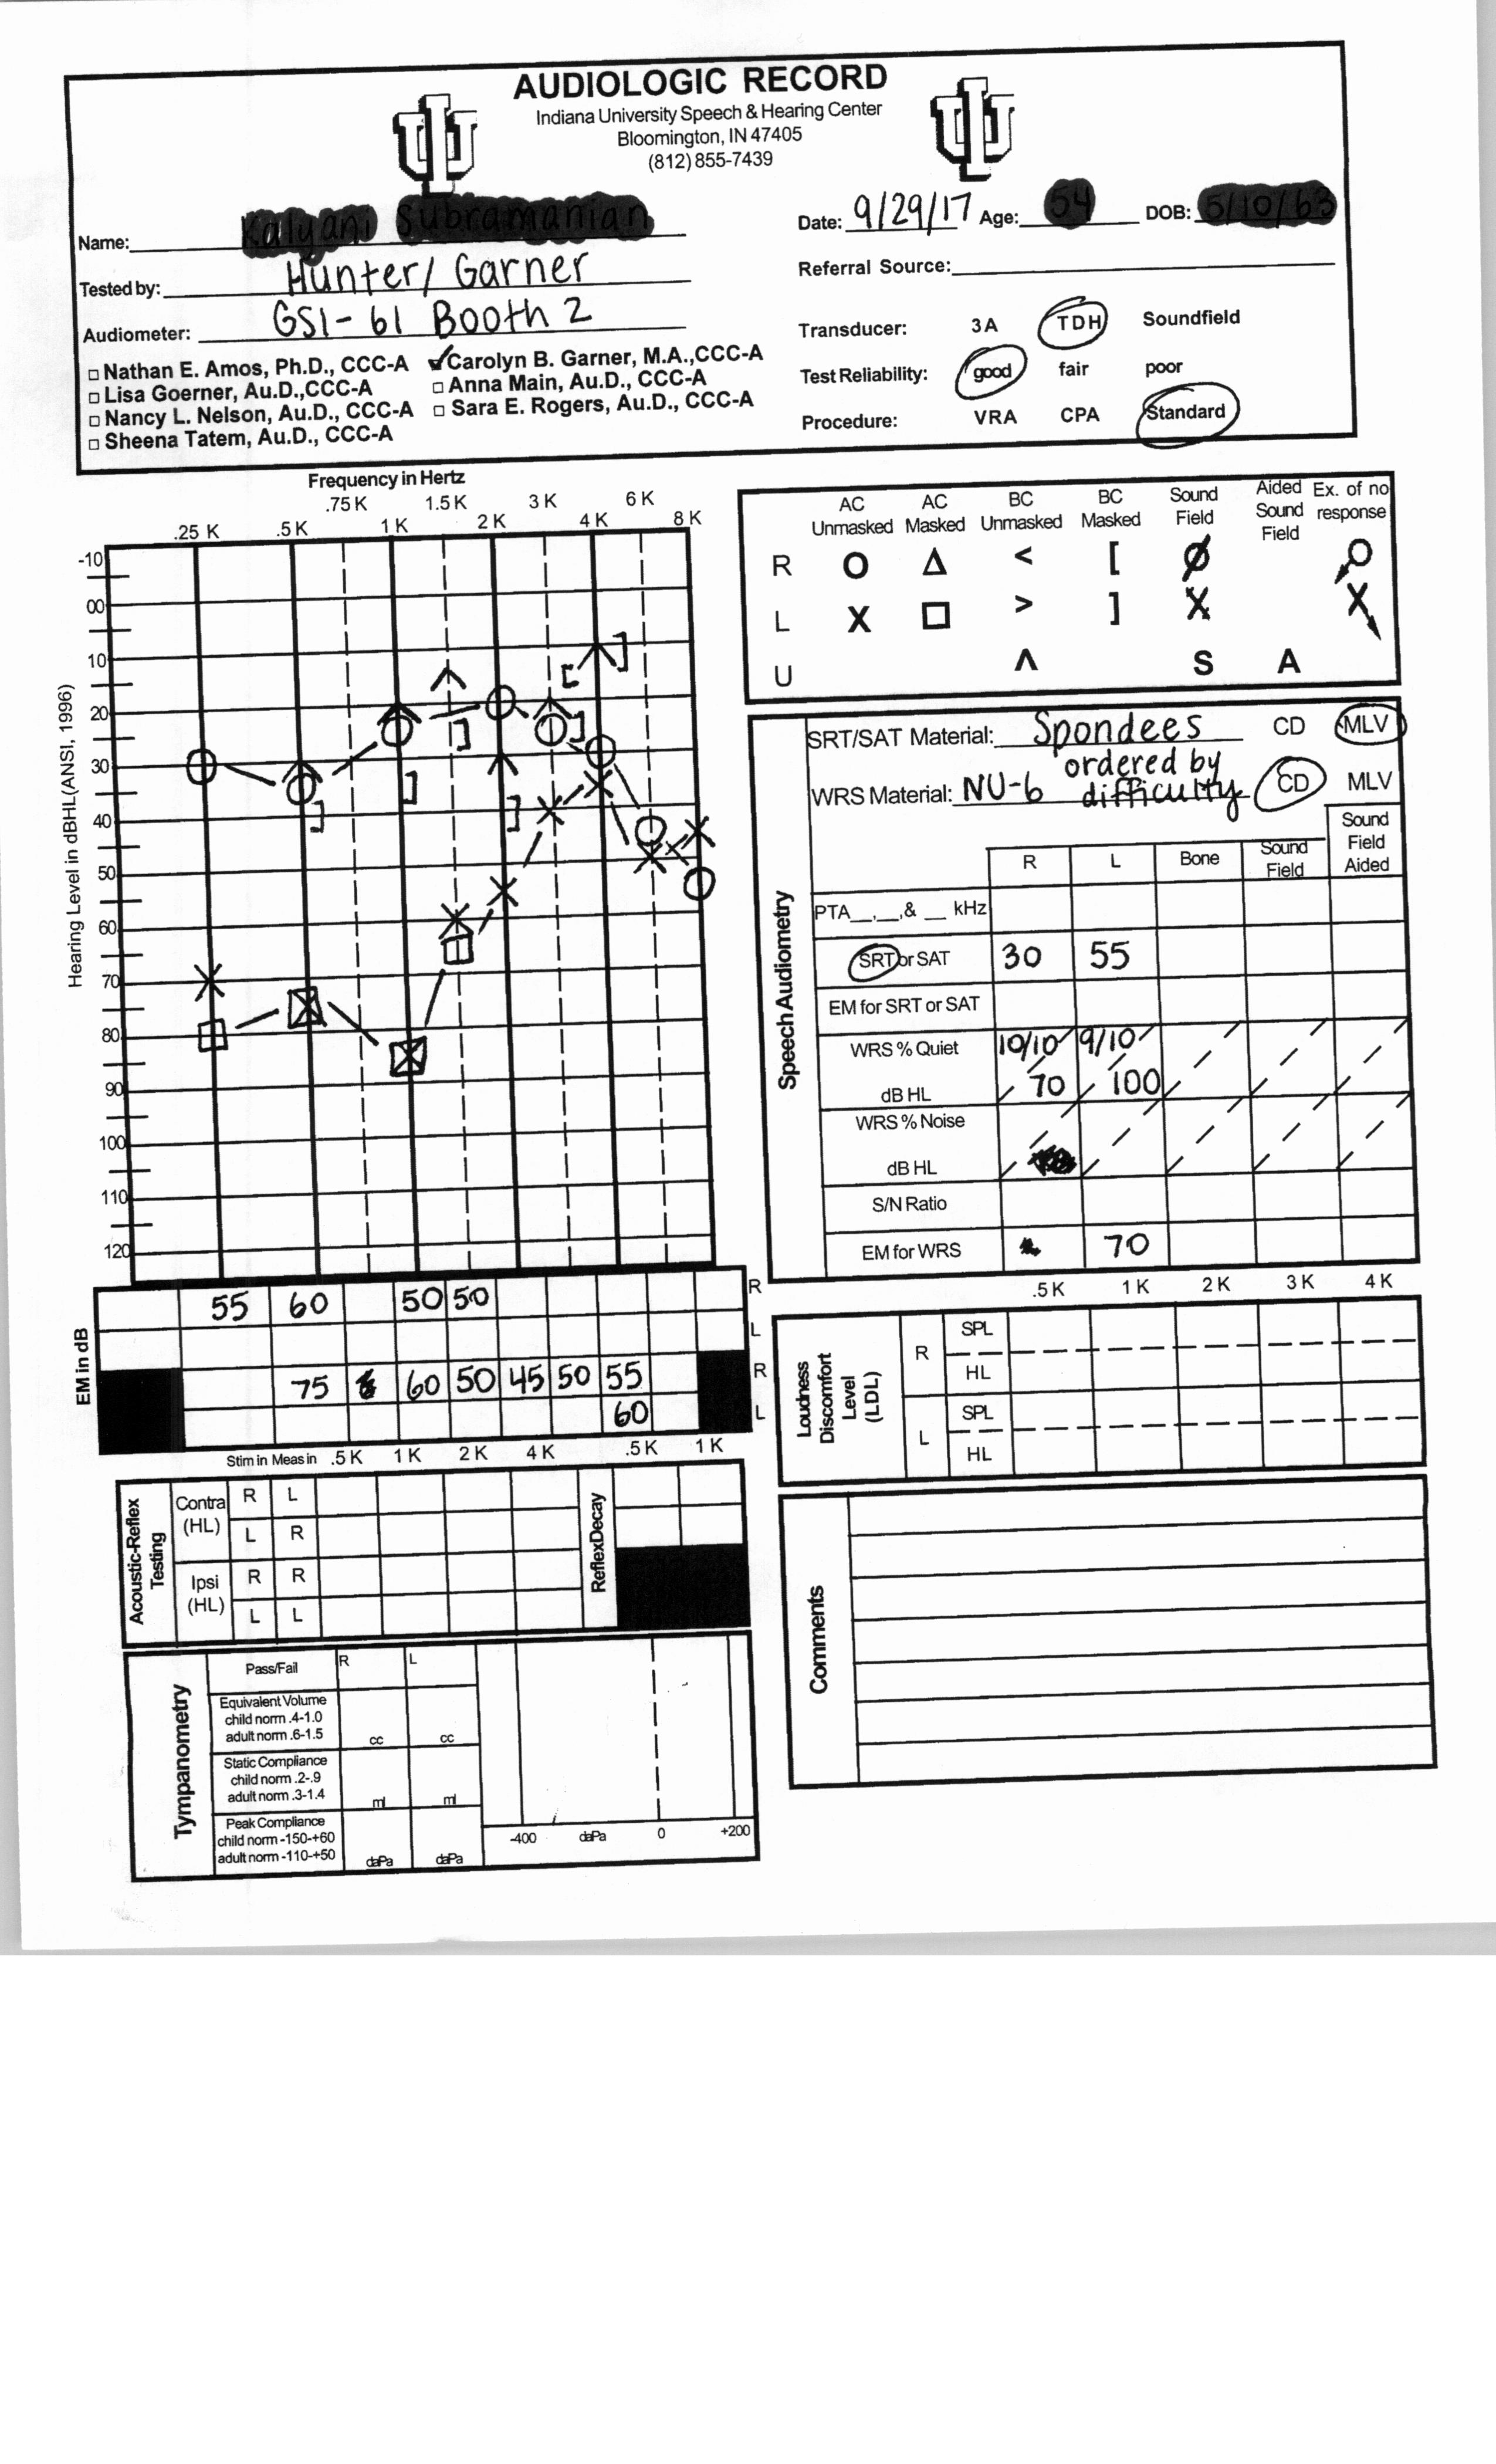 AUDIOLOGIC RECORD
Indiana University Speech & Hearing Center
Bloomington, IN 47405
(812) 855-7439
Name:
Date: 9/29/17 Age: DOB:
Tested by: Hunter/Garner
Referral Source:
Audiometer: GSI-61 Booth 2
Transducer: 3A TDH Soundfield
Nathan E. Amos, Ph.D., CCC-A Carolyn B. Garner, M.A.,CCC-A
Lisa Goerner, Au.D.,CCC-A Anna Main, Au.D., CCC-A
Test Reliability: good fair poor
Nancy L. Nelson, Au.D., CCC-A Sara E. Rogers, Au.D., CCC-A
Sheena Tatem, Au.D., CCC-A
Procedure: VRA CPA Standard
Frequency in Hertz
.75 K 1.5 K 3 K 6 K
.25 K .5 K 1 K 2 K 4 K 8 K
Hearing Level in dBHL(ANSI, 1996)
-10
00
10
20
30
40
50
60
70
80
90
100
110
120
AC Unmasked AC Masked BC Unmasked BC Masked Sound Field Aided Sound Field Ex. of no response
R O Δ < [ Ø
L X □ > ] X
U Λ S A
Speech Audiometry
SRT/SAT Material: Spondees CD MLV
ordered by
WRS Material: NU-6 difficulty CD MLV
R L Bone Sound Field Sound Field Aided
PTA__,__,& __ kHz
SRT or SAT 30 55
EM for SRT or SAT
WRS % Quiet 10/10 9/10
dB HL 70 100
WRS % Noise
dB HL
S/N Ratio
EM for WRS 70
EM in dB
55 60 50 50 R
L
75 60 50 45 50 55 R
60 L
.5 K 1 K 2 K 3 K 4 K
Loudness Discomfort Level (LDL)
R SPL
HL
L SPL
HL
Stim in Meas in .5 K 1 K 2 K 4 K .5 K 1 K
Acoustic-Reflex Testing
Contra (HL) R L
L R
Ipsi (HL) R R
L L
ReflexDecay
Comments
Tympanometry
Pass/Fail R L
Equivalent Volume
child norm .4-1.0
adult norm .6-1.5 cc cc
Static Compliance
child norm .2-.9
adult norm .3-1.4 ml ml
Peak Compliance
child norm -150-+60
adult norm -110-+50 daPa daPa
-400 daPa 0 +200